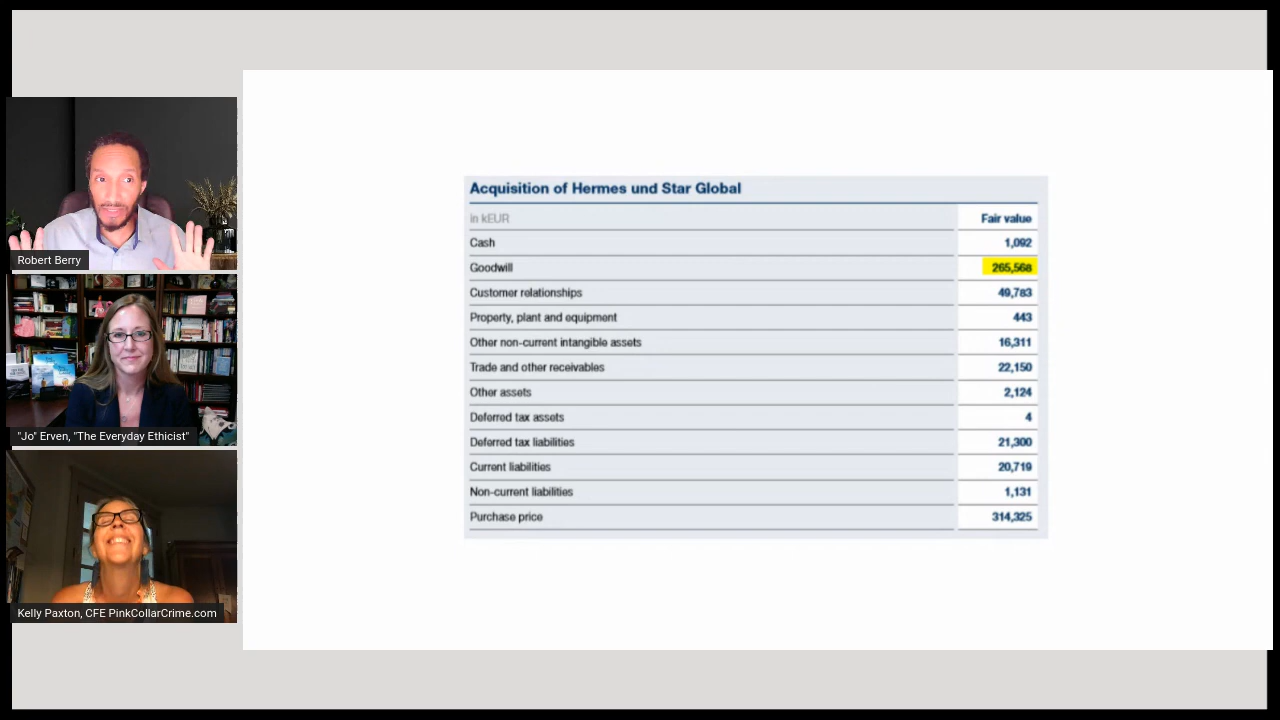 Robert Berry
"Jo" Erven, "The Everyday Ethicist"
Kelly Paxton, CFE PinkCollarCrime.com
Acquisition of Hermes und Star Global
in kEUR Fair value
Cash 1,092
Goodwill 265,568
Customer relationships 49,783
Property, plant and equipment 443
Other non-current intangible assets 16,311
Trade and other receivables 22,150
Other assets 2,124
Deferred tax assets 4
Deferred tax liabilities 21,300
Current liabilities 20,719
Non-current liabilities 1,131
Purchase price 314,325